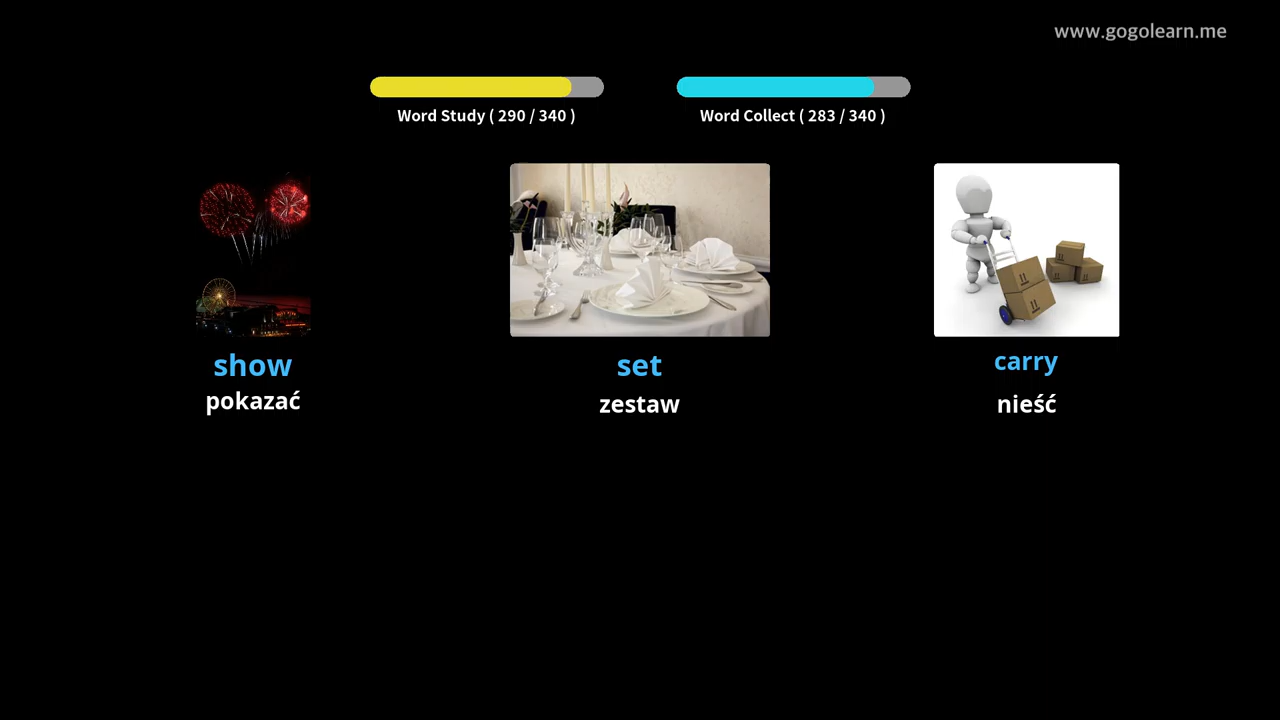 www.gogolearn.me
Word Study ( 290 / 340 )
Word Collect ( 283 / 340 )
show
set
carry
pokazać
zestaw
nieść